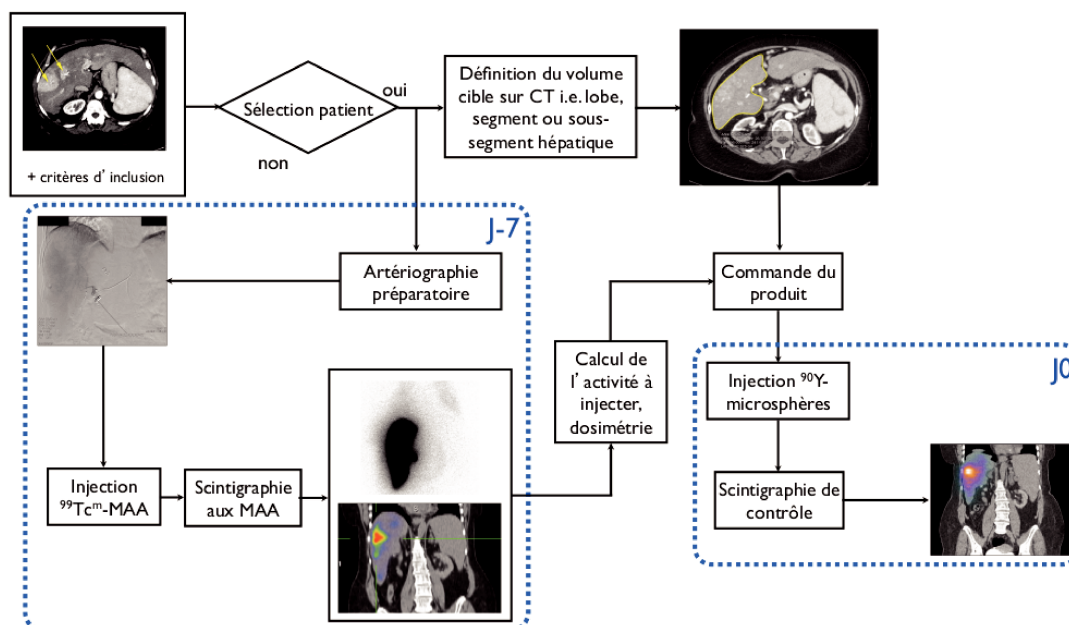 + critères d'inclusion
Sélection patient
oui
non
Définition du volume
cible sur CT i.e. lobe,
segment ou sous-
segment hépatique
J-7
Artériographie
préparatoire
Injection
⁹⁹Tcᵐ-MAA
Scintigraphie
aux MAA
Calcul de
l'activité à
injecter,
dosimétrie
Commande du
produit
J0
Injection ⁹⁰Y-
microsphères
Scintigraphie de
contrôle